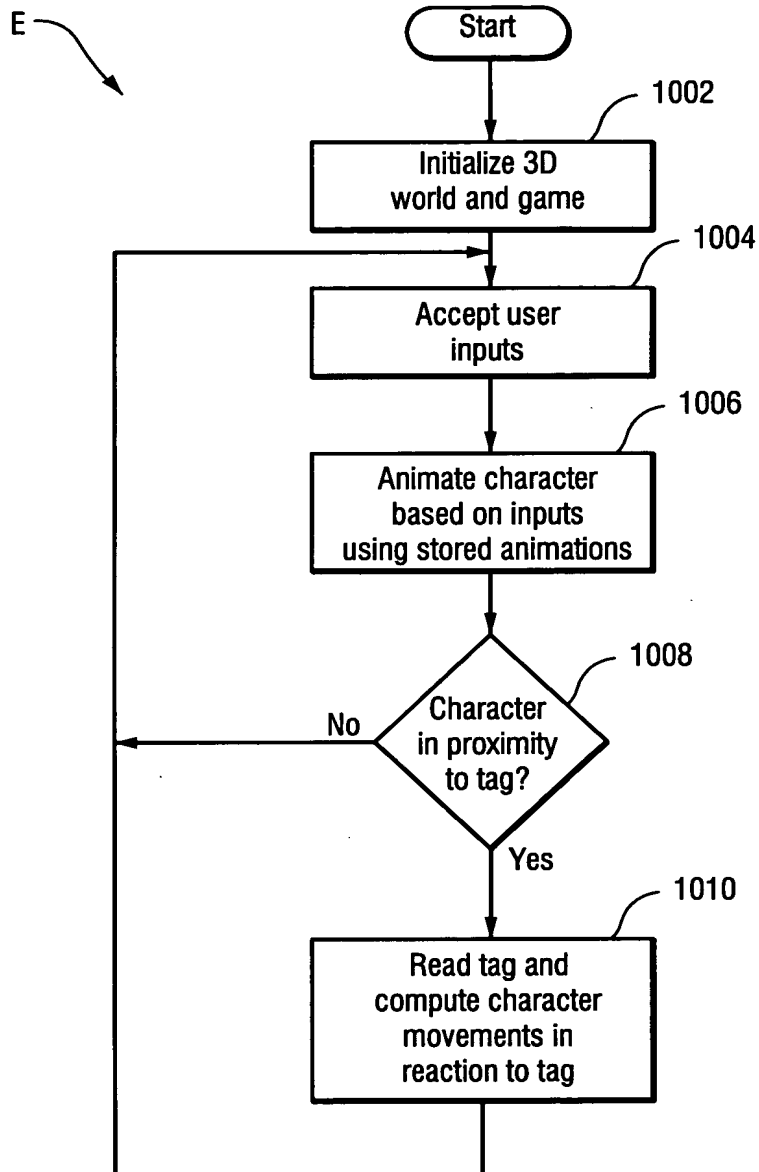 E
Start
1002
Initialize 3D
world and game
1004
Accept user
inputs
1006
Animate character
based on inputs
using stored animations
1008
Character
in proximity
to tag?
No
Yes
1010
Read tag and
compute character
movements in
reaction to tag